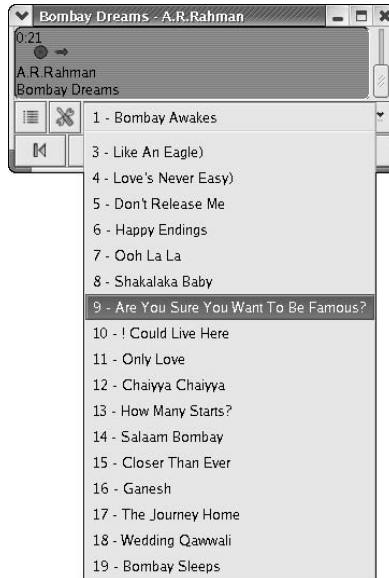 Bombay Dreams - A.R.Rahman
0:21
A.R.Rahman
Bombay Dreams
1 - Bombay Awakes
3 - Like An Eagle)
4 - Love's Never Easy)
5 - Don't Release Me
6 - Happy Endings
7 - Ooh La La
8 - Shakalaka Baby
9 - Are You Sure You Want To Be Famous?
10 - ! Could Live Here
11 - Only Love
12 - Chaiyya Chaiyya
13 - How Many Starts?
14 - Salaam Bombay
15 - Closer Than Ever
16 - Ganesh
17 - The Journey Home
18 - Wedding Qawwali
19 - Bombay Sleeps